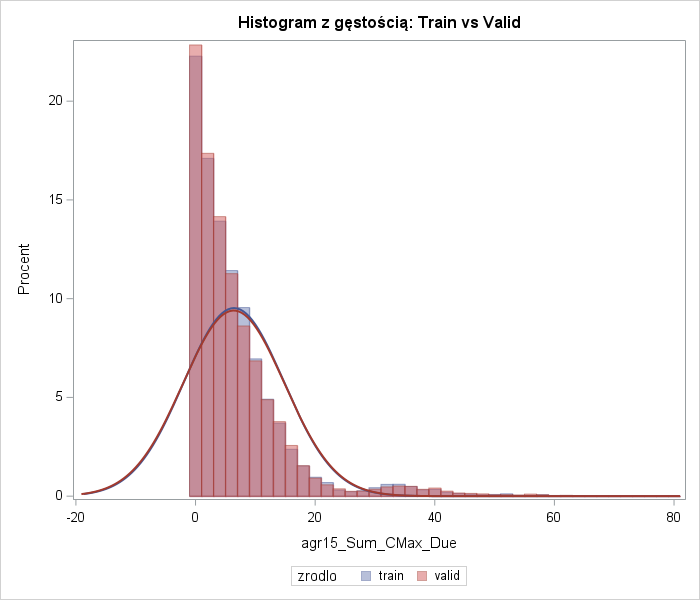 Histogram z gęstością: Train vs Valid
Procent
20
15
10
5
0
-20 0 20 40 60 80
agr15_Sum_CMax_Due
zrodlo train valid